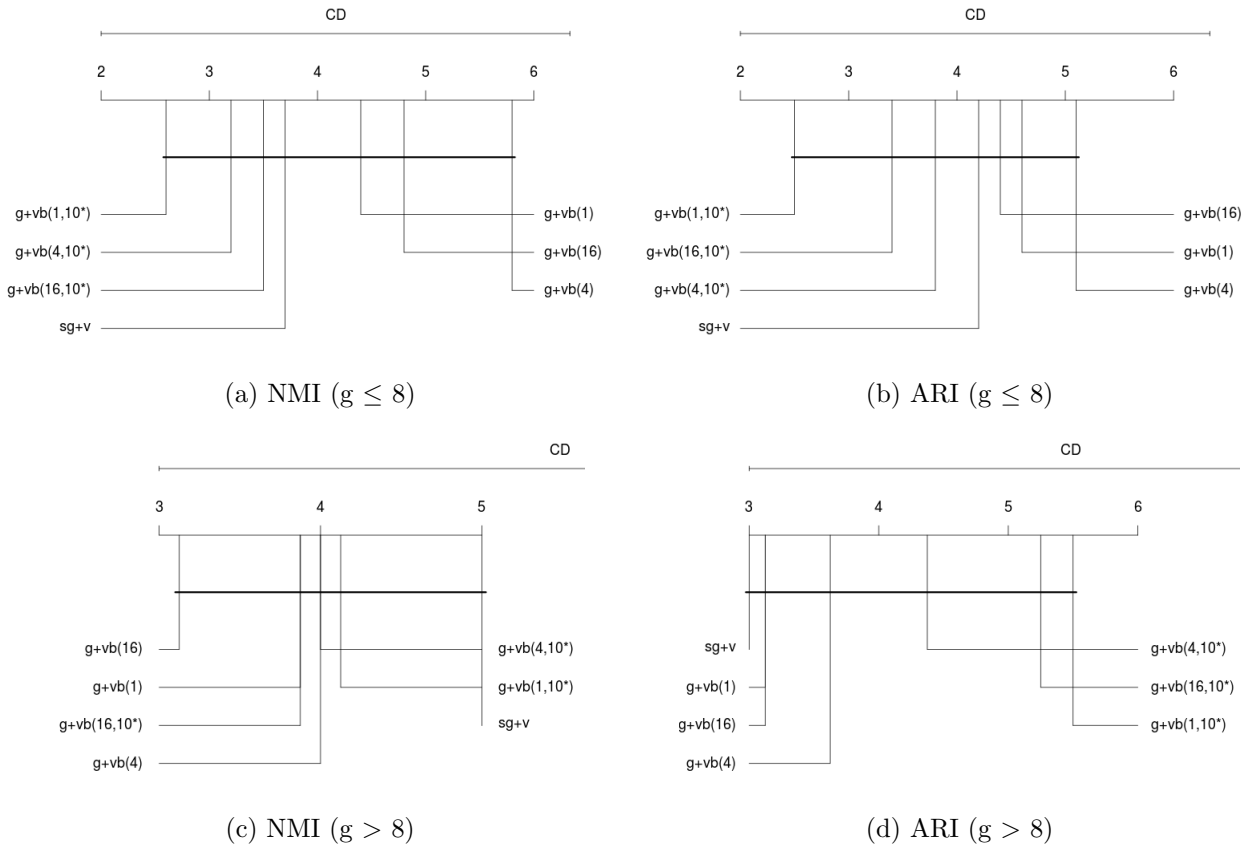 CD
2 3 4 5 6
g+vb(1,10*) g+vb(1)
g+vb(4,10*) g+vb(16)
g+vb(16,10*) g+vb(4)
sg+v
(a) NMI (g ≤ 8)
CD
2 3 4 5 6
g+vb(1,10*) g+vb(16)
g+vb(16,10*) g+vb(1)
g+vb(4,10*) g+vb(4)
sg+v
(b) ARI (g ≤ 8)
CD
3 4 5
g+vb(16) g+vb(4,10*)
g+vb(1) g+vb(1,10*)
g+vb(16,10*) sg+v
g+vb(4)
(c) NMI (g > 8)
CD
3 4 5 6
sg+v g+vb(4,10*)
g+vb(1) g+vb(16,10*)
g+vb(16) g+vb(1,10*)
g+vb(4)
(d) ARI (g > 8)